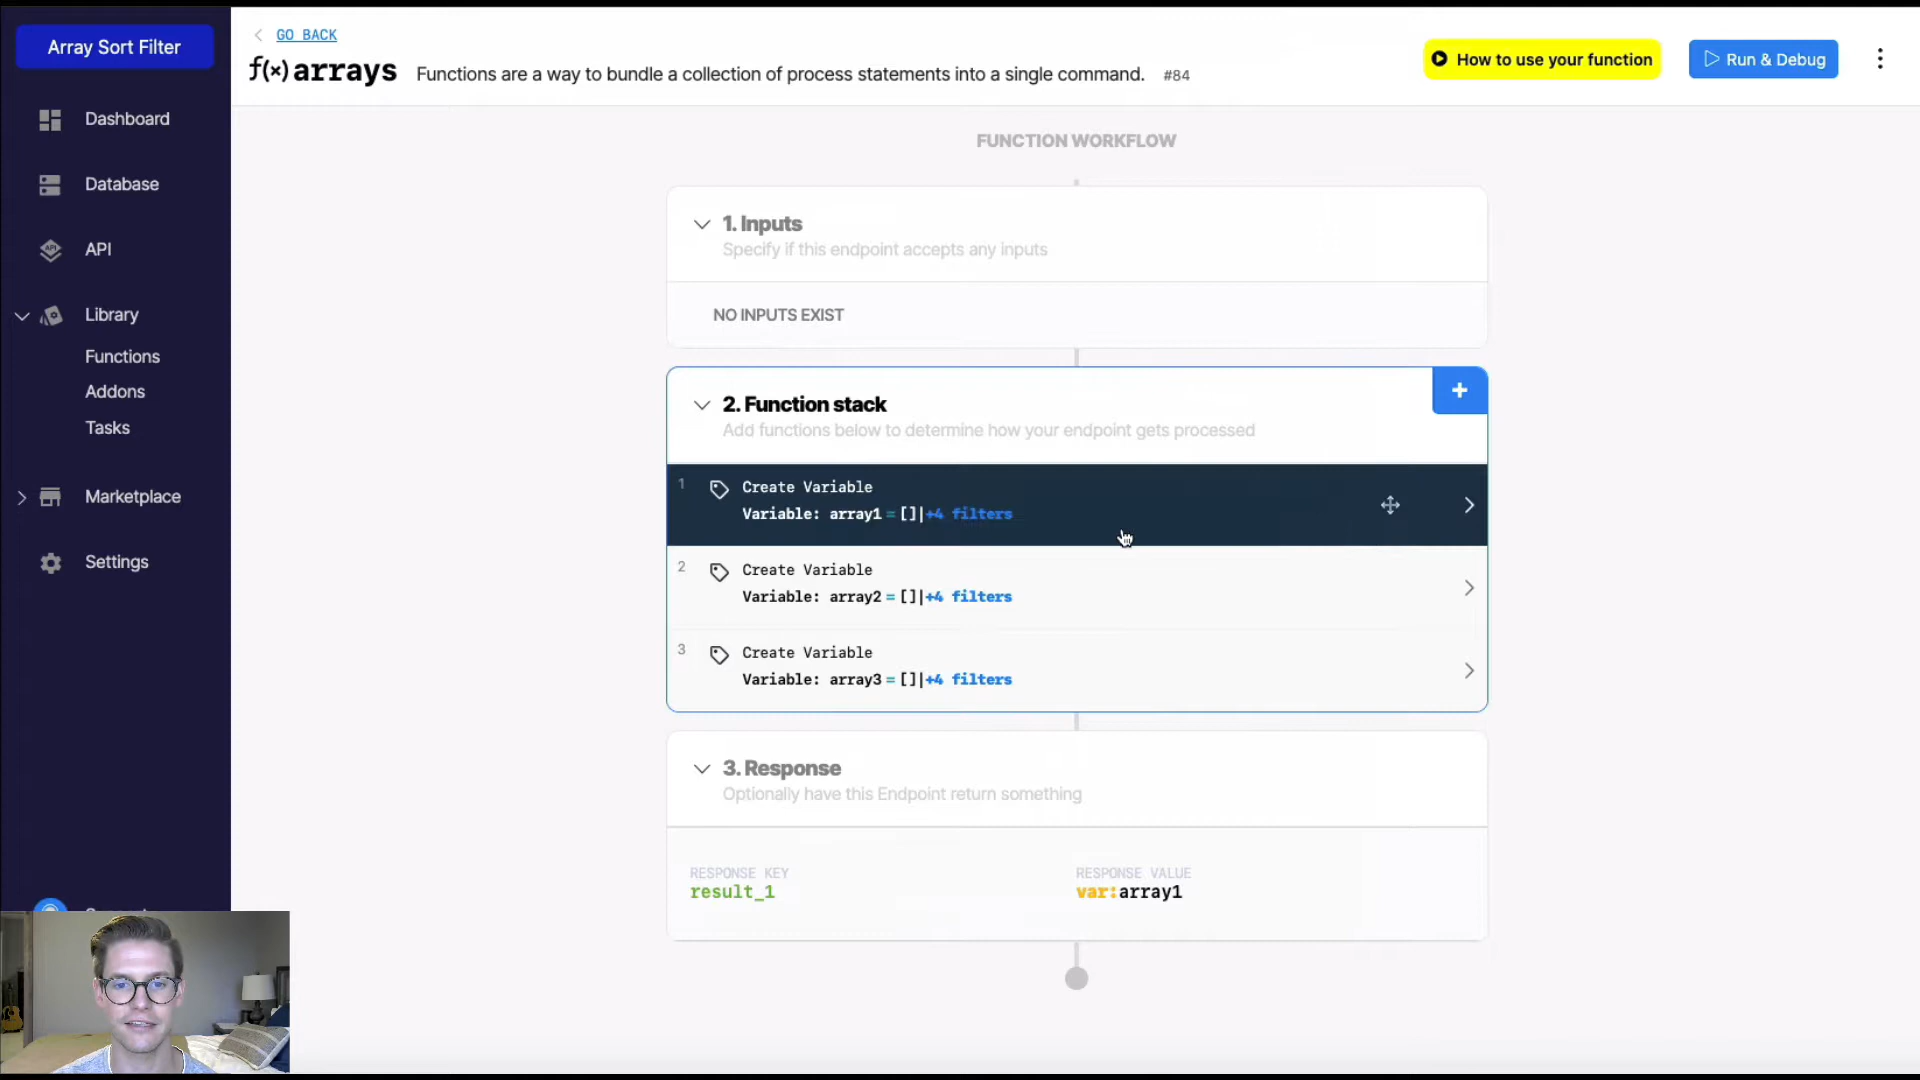 Array Sort Filter
Dashboard
Database
API
API
Library
Functions
Addons
Tasks
Marketplace
Settings
GO BACK
f(x) arrays
Functions are a way to bundle a collection of process statements into a single command. #84
How to use your function
Run & Debug
FUNCTION WORKFLOW
1. Inputs
Specify if this endpoint accepts any inputs
NO INPUTS EXIST
2. Function stack
Add functions below to determine how your endpoint gets processed
+
1 Create Variable
Variable: array1 = []|+4 filters
2 Create Variable
Variable: array2 = []|+4 filters
3 Create Variable
Variable: array3 = []|+4 filters
3. Response
Optionally have this Endpoint return something
RESPONSE KEY
result_1
RESPONSE VALUE
var:array1